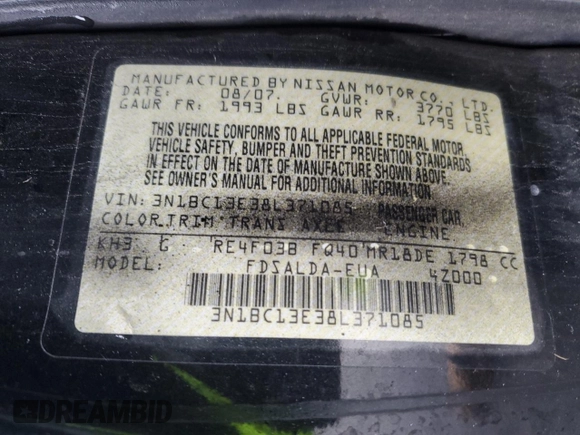 MANUFACTURED BY NISSAN MOTOR CO., LTD.
DATE: 08/07. GVWR: 3770 LBS
GAWR FR: 1993 LBS GAWR RR: 1795 LBS
THIS VEHICLE CONFORMS TO ALL APPLICABLE FEDERAL MOTOR
VEHICLE SAFETY, BUMPER AND THEFT PREVENTION STANDARDS
IN EFFECT ON THE DATE OF MANUFACTURE SHOWN ABOVE.
SEE OWNER'S MANUAL FOR ADDITIONAL INFORMATION.
VIN: 3N1BC13E38L371085 PASSENGER CAR
COLOR TRIM TRANS AXLE ENGINE
KH3 G RE4F03B FQ40 MR18DE 1798 CC
FDSALDA-EUA 4Z000
3N1BC13E38L371085
DREAMBID